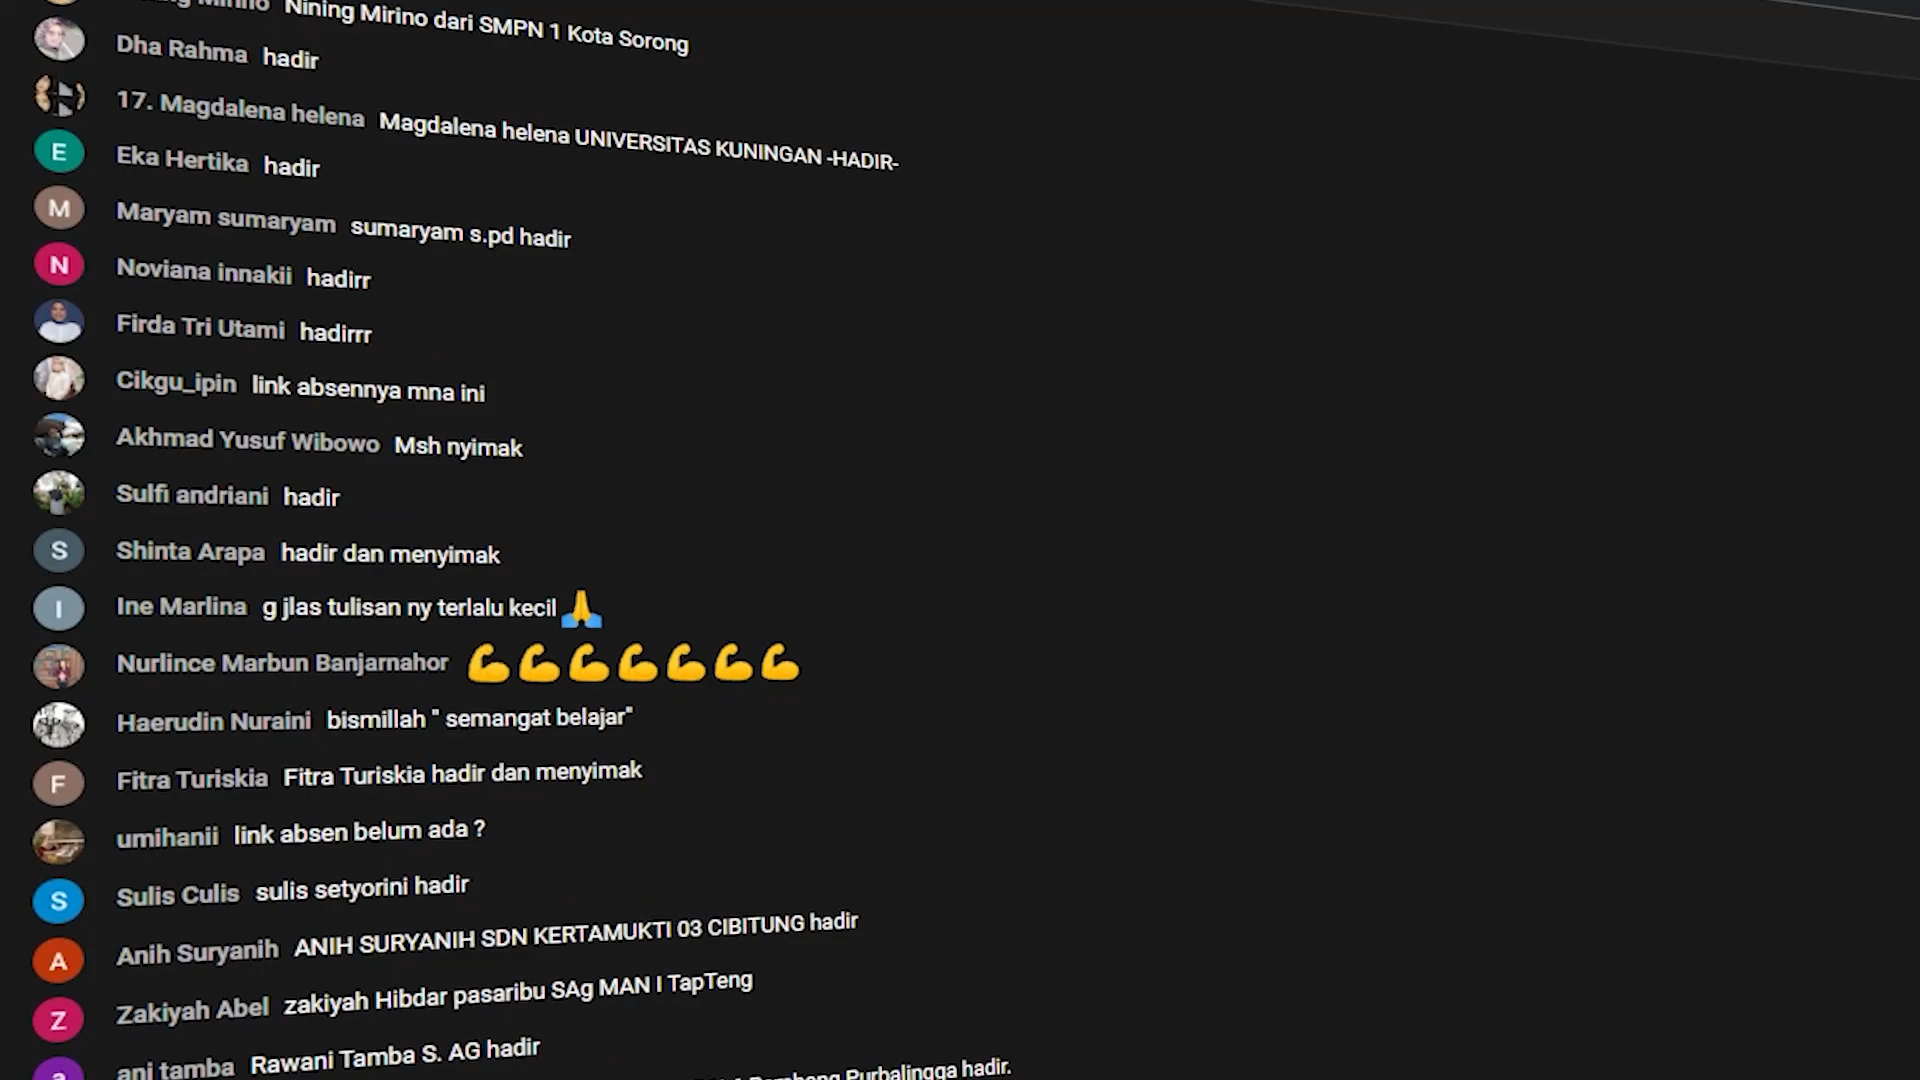 Mirino Nining Mirino dari SMPN 1 Kota Sorong
Dha Rahma hadir
17. Magdalena helena Magdalena helena UNIVERSITAS KUNINGAN -HADIR-
E Eka Hertika hadir
M Maryam sumaryam sumaryam s.pd hadir
N Noviana innakii hadirr
Firda Tri Utami hadirrr
Cikgu_ipin link absennya mna ini
Akhmad Yusuf Wibowo Msh nyimak
Sulfi andriani hadir
S Shinta Arapa hadir dan menyimak
I Ine Marlina g jlas tulisan ny terlalu kecil 🙏
Nurlince Marbun Banjarnahor 💪💪💪💪💪💪💪
Haerudin Nuraini bismillah " semangat belajar"
F Fitra Turiskia Fitra Turiskia hadir dan menyimak
umihanii link absen belum ada ?
S Sulis Culis sulis setyorini hadir
A Anih Suryanih ANIH SURYANIH SDN KERTAMUKTI 03 CIBITUNG hadir
Z Zakiyah Abel zakiyah Hibdar pasaribu SAg MAN I TapTeng
a ani tamba Rawani Tamba S. AG hadir
Purbalingga hadir.